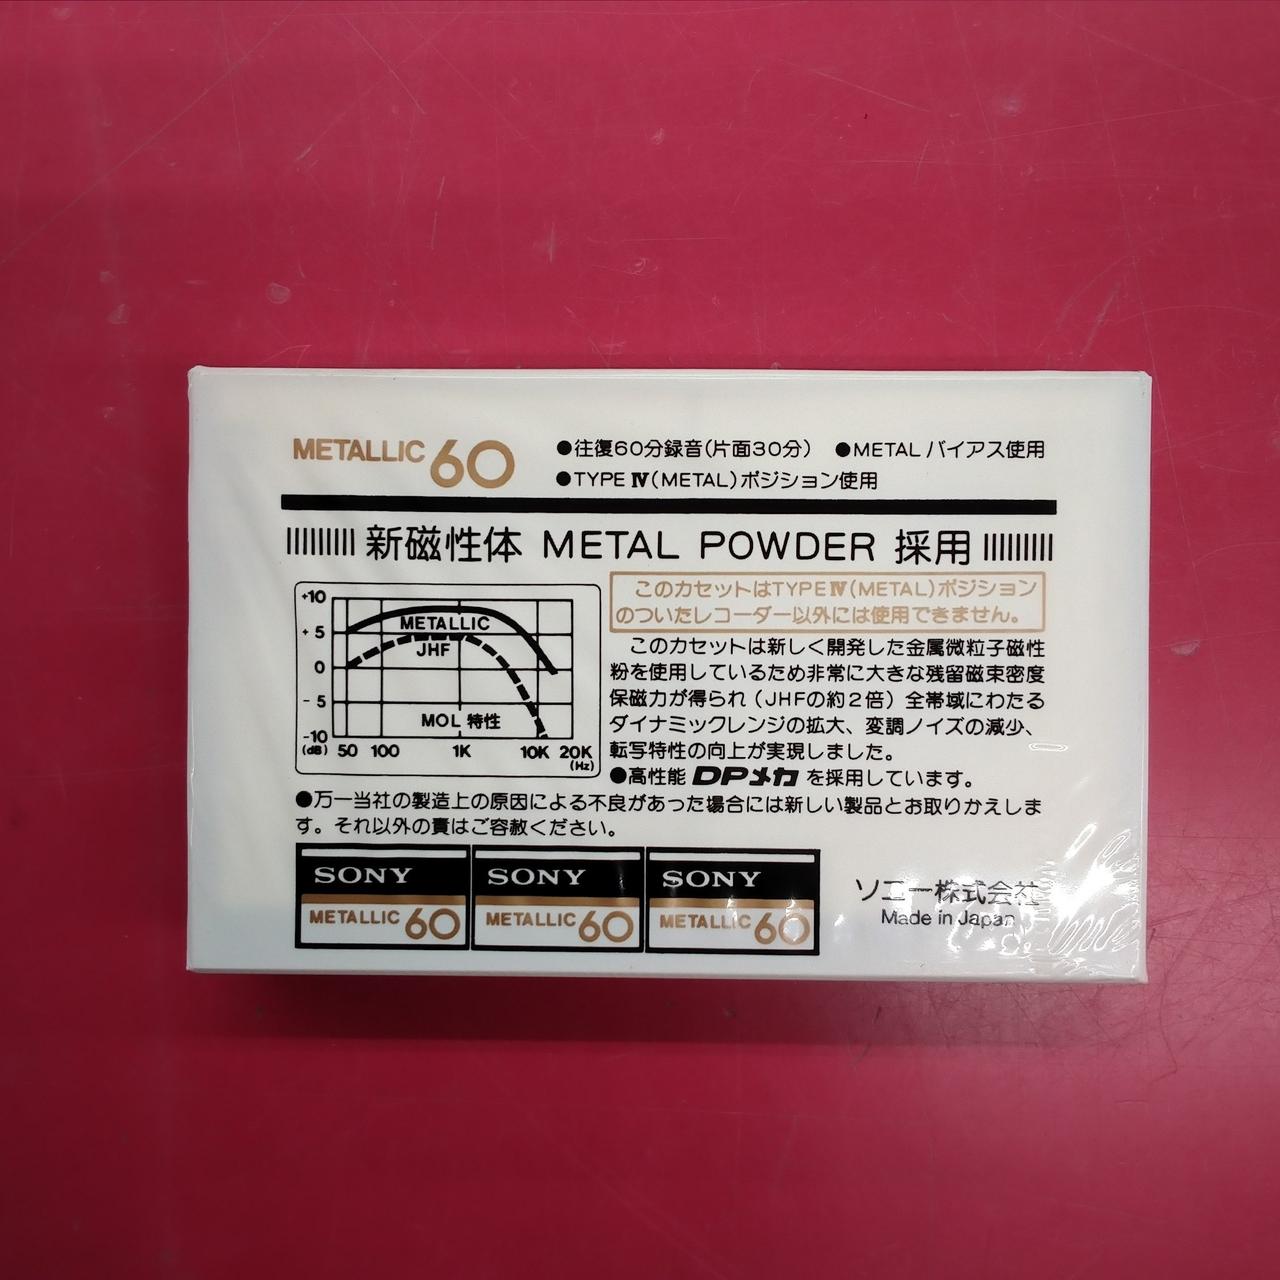 METALLIC 60
●往復60分録音(片面30分) ●METALバイアス使用
●TYPE Ⅳ(METAL)ポジション使用
新磁性体 METAL POWDER 採用
+10
+5
0
-5
-10
(dB) 50 100 1K 10K 20K
(Hz)
METALLIC
JHF
MOL 特性
このカセットはTYPEⅣ(METAL)ポジション
のついたレコーダー以外には使用できません。
このカセットは新しく開発した金属微粒子磁性
粉を使用しているため非常に大きな残留磁束密度
保磁力が得られ(JHFの約2倍)全帯域にわたる
ダイナミックレンジの拡大、変調ノイズの減少、
転写特性の向上が実現しました。
●高性能 DPメカ を採用しています。
●万一当社の製造上の原因による不良があった場合には新しい製品とお取りかえしま
す。それ以外の責はご容赦ください。
SONY
METALLIC 60
SONY
METALLIC 60
SONY
METALLIC 60
ソニー株式会社
Made in Japan